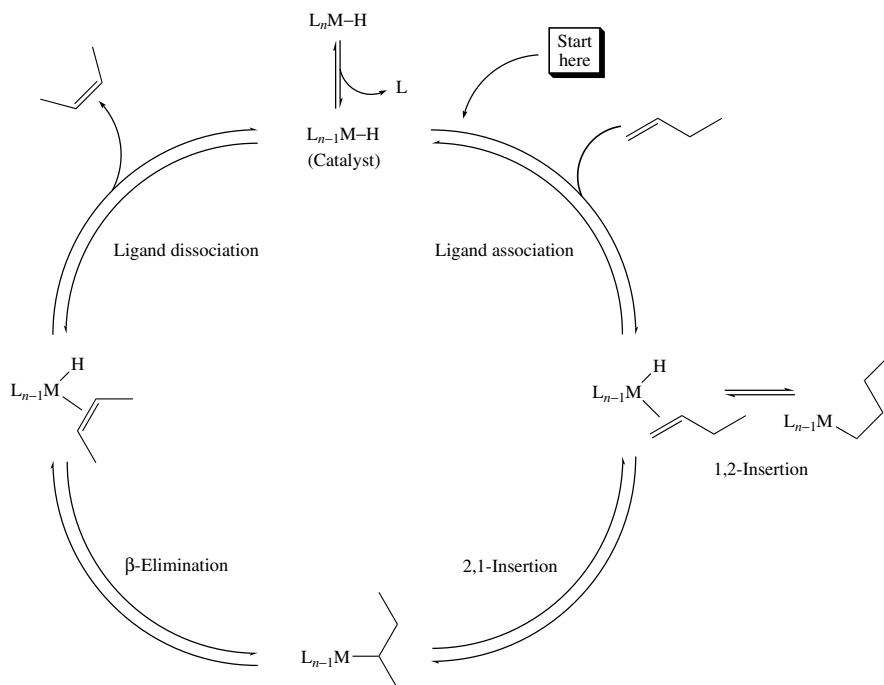 LₙM–H
Start
here
L
Lₙ₋₁M–H
(Catalyst)
Ligand dissociation
Ligand association
H
Lₙ₋₁M
H
Lₙ₋₁M
Lₙ₋₁M
1,2-Insertion
β-Elimination
2,1-Insertion
Lₙ₋₁M